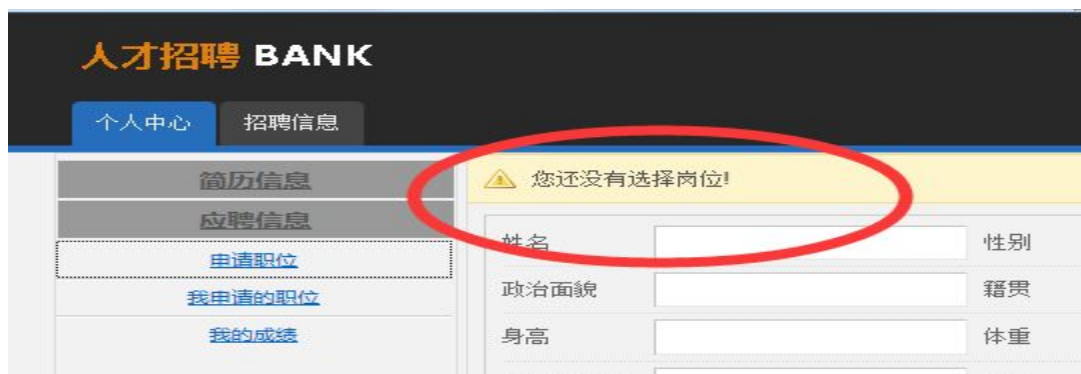 人才招聘 BANK
个人中心 招聘信息
简历信息
应聘信息
申请职位
我申请的职位
我的成绩
您还没有选择岗位!
姓名 性别
政治面貌 籍贯
身高 体重